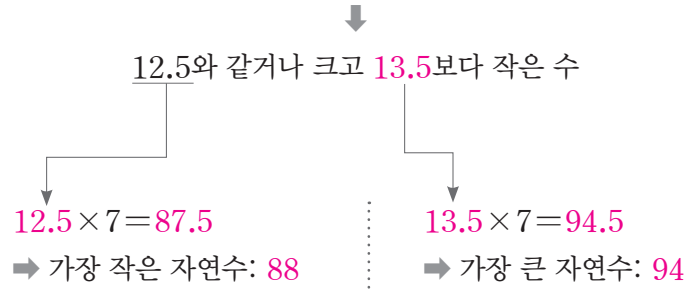 12.5와 같거나 크고 13.5보다 작은 수
12.5×7=87.5
➡ 가장 작은 자연수: 88
13.5×7=94.5
➡ 가장 큰 자연수: 94